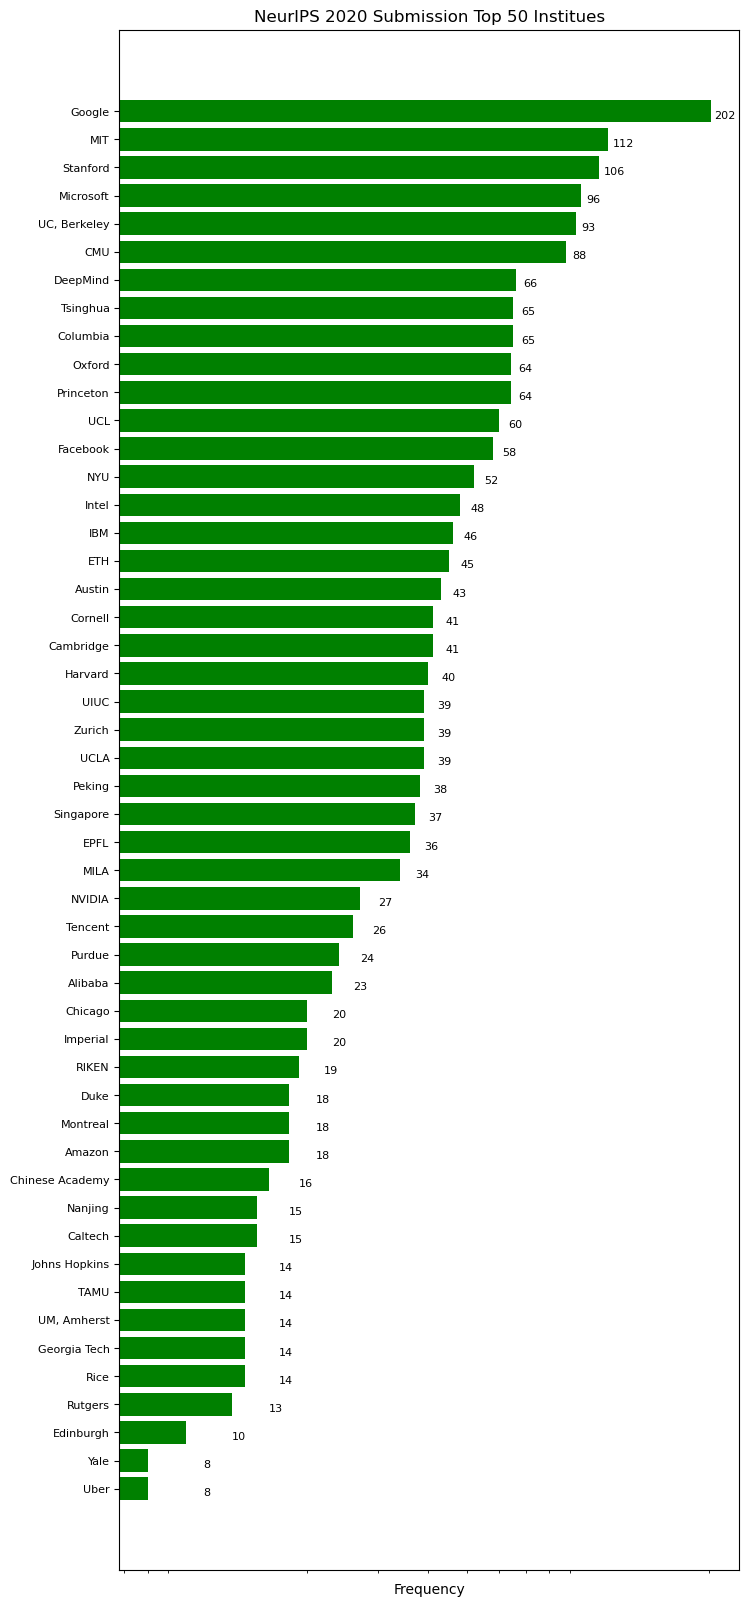 NeurIPS 2020 Submission Top 50 Institues
Google 202
MIT 112
Stanford 106
Microsoft 96
UC, Berkeley 93
CMU 88
DeepMind 66
Tsinghua 65
Columbia 65
Oxford 64
Princeton 64
UCL 60
Facebook 58
NYU 52
Intel 48
IBM 46
ETH 45
Austin 43
Cornell 41
Cambridge 41
Harvard 40
UIUC 39
Zurich 39
UCLA 39
Peking 38
Singapore 37
EPFL 36
MILA 34
NVIDIA 27
Tencent 26
Purdue 24
Alibaba 23
Chicago 20
Imperial 20
RIKEN 19
Duke 18
Montreal 18
Amazon 18
Chinese Academy 16
Nanjing 15
Caltech 15
Johns Hopkins 14
TAMU 14
UM, Amherst 14
Georgia Tech 14
Rice 14
Rutgers 13
Edinburgh 10
Yale 8
Uber 8
Frequency